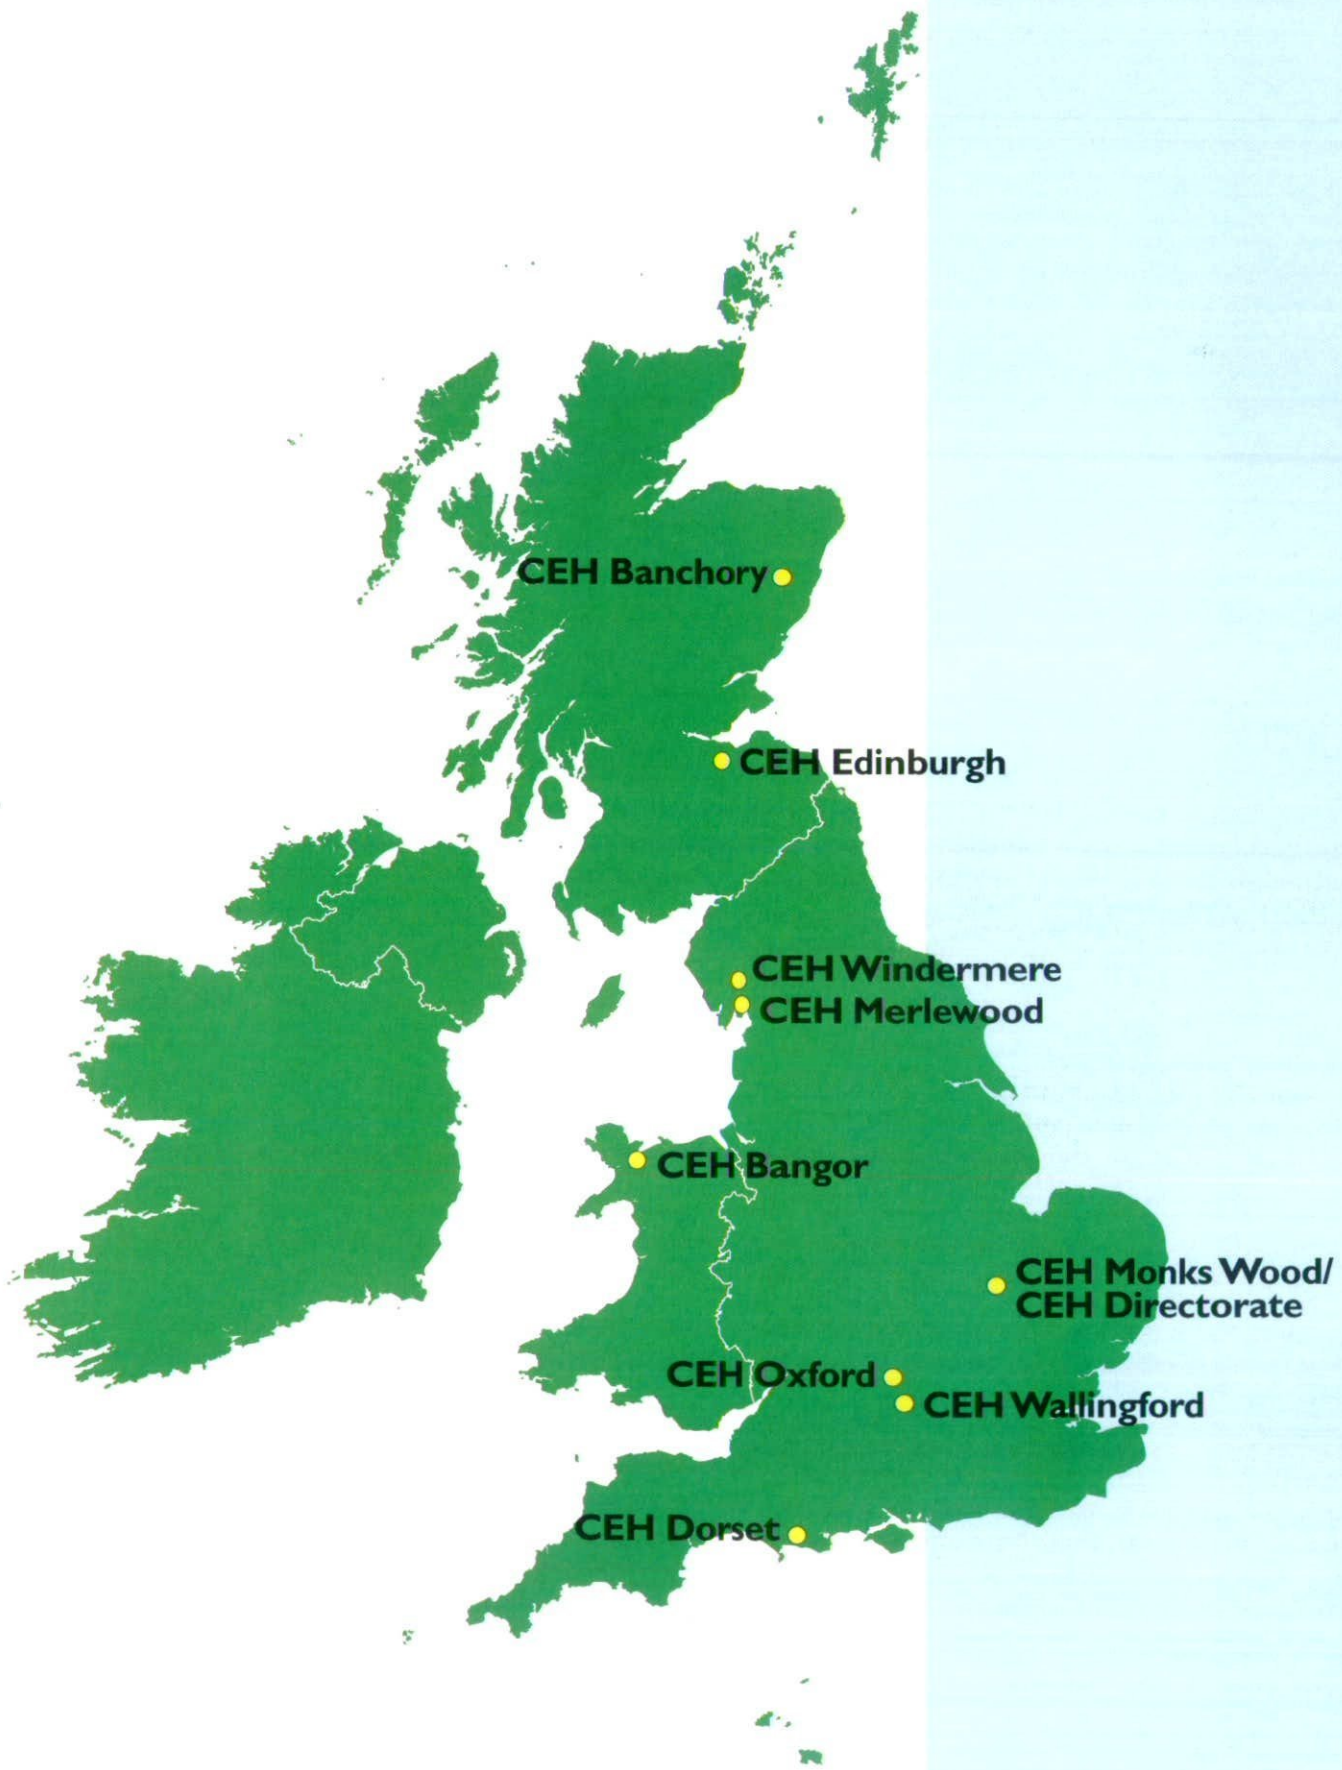 CEH Banchory
CEH Edinburgh
CEH Windermere
CEH Merlewood
CEH Bangor
CEH Monks Wood/
CEH Directorate
CEH Oxford
CEH Wallingford
CEH Dorset